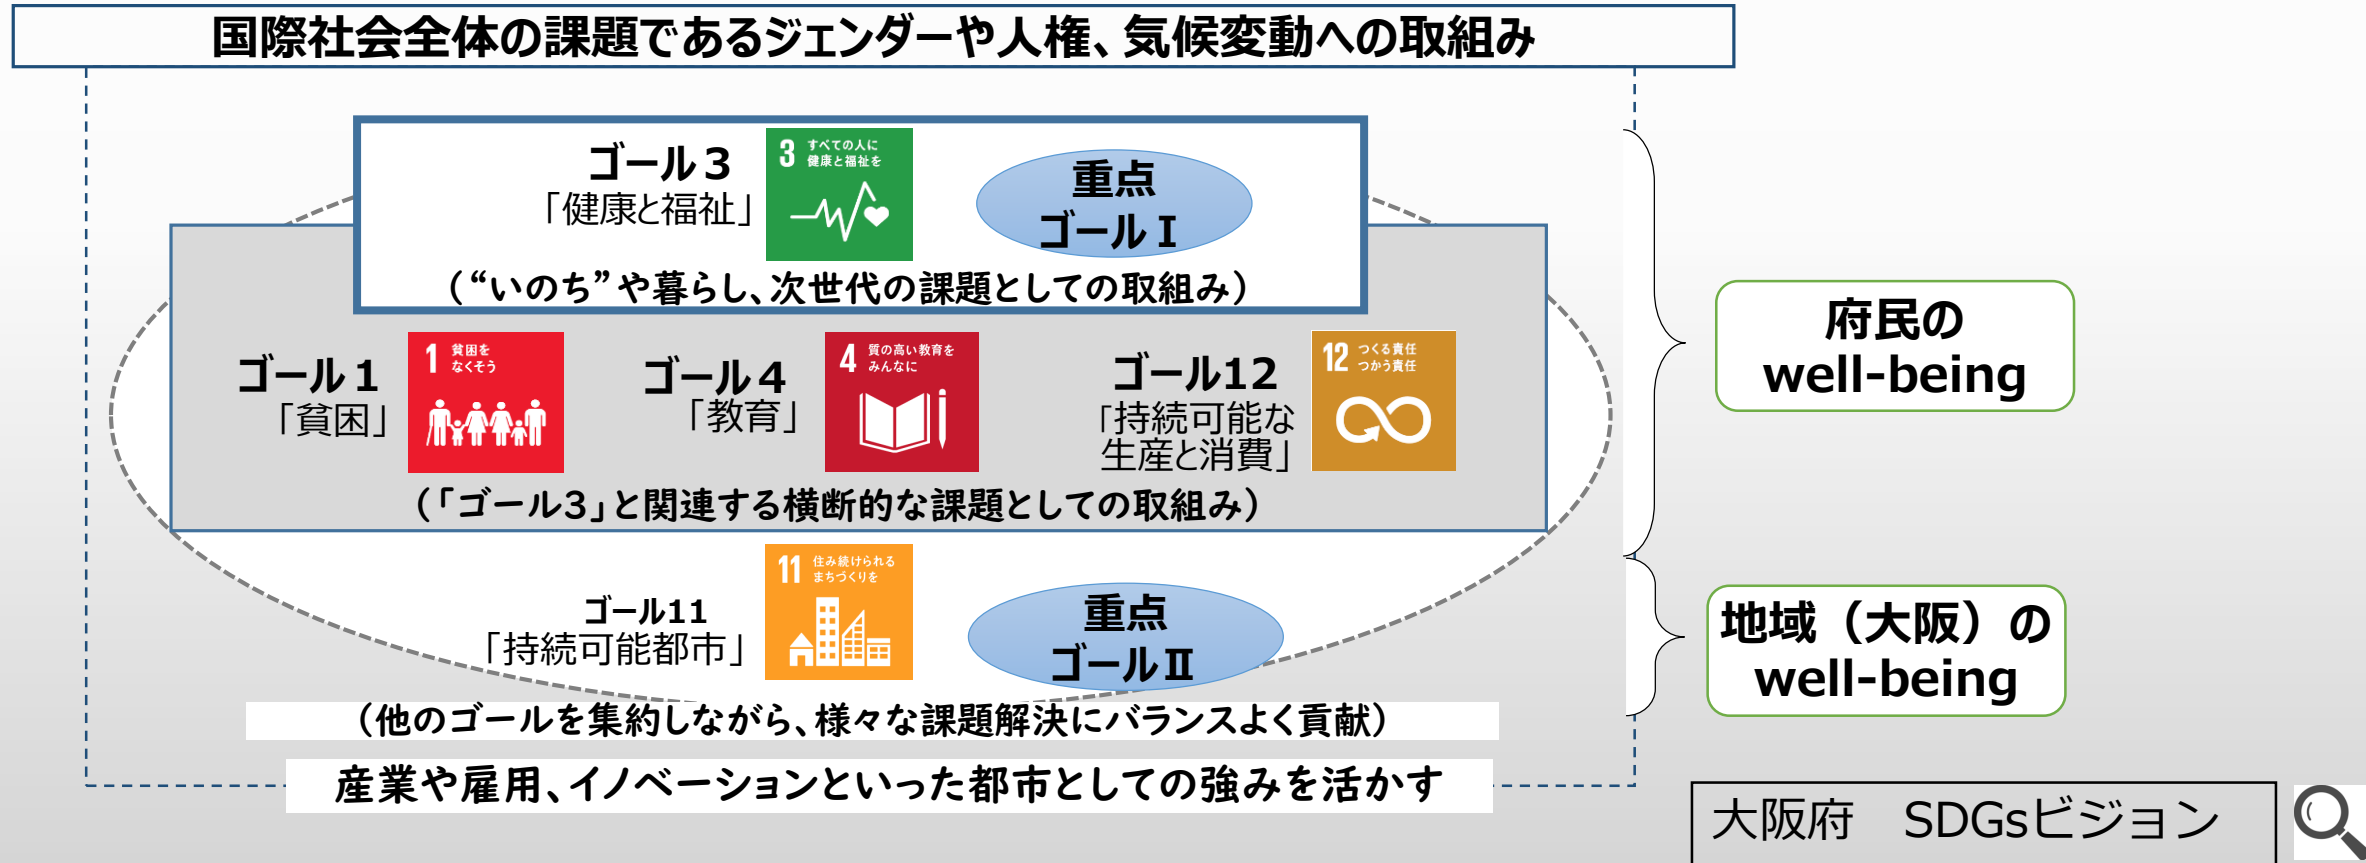 国際社会全体の課題であるジェンダーや人権、気候変動への取組み
ゴール３
「健康と福祉」
3 すべての人に
健康と福祉を
重点
ゴールⅠ
（“いのち”や暮らし、次世代の課題としての取組み）
ゴール１
「貧困」
1 貧困を
なくそう
ゴール４
「教育」
4 質の高い教育を
みんなに
ゴール12
「持続可能な
生産と消費」
12 つくる責任
つかう責任
（「ゴール３」と関連する横断的な課題としての取組み）
府民の
well-being
ゴール11
「持続可能都市」
11 住み続けられる
まちづくりを
重点
ゴールⅡ
（他のゴールを集約しながら、様々な課題解決にバランスよく貢献）
地域（大阪）の
well-being
産業や雇用、イノベーションといった都市としての強みを活かす
大阪府　SDGsビジョン